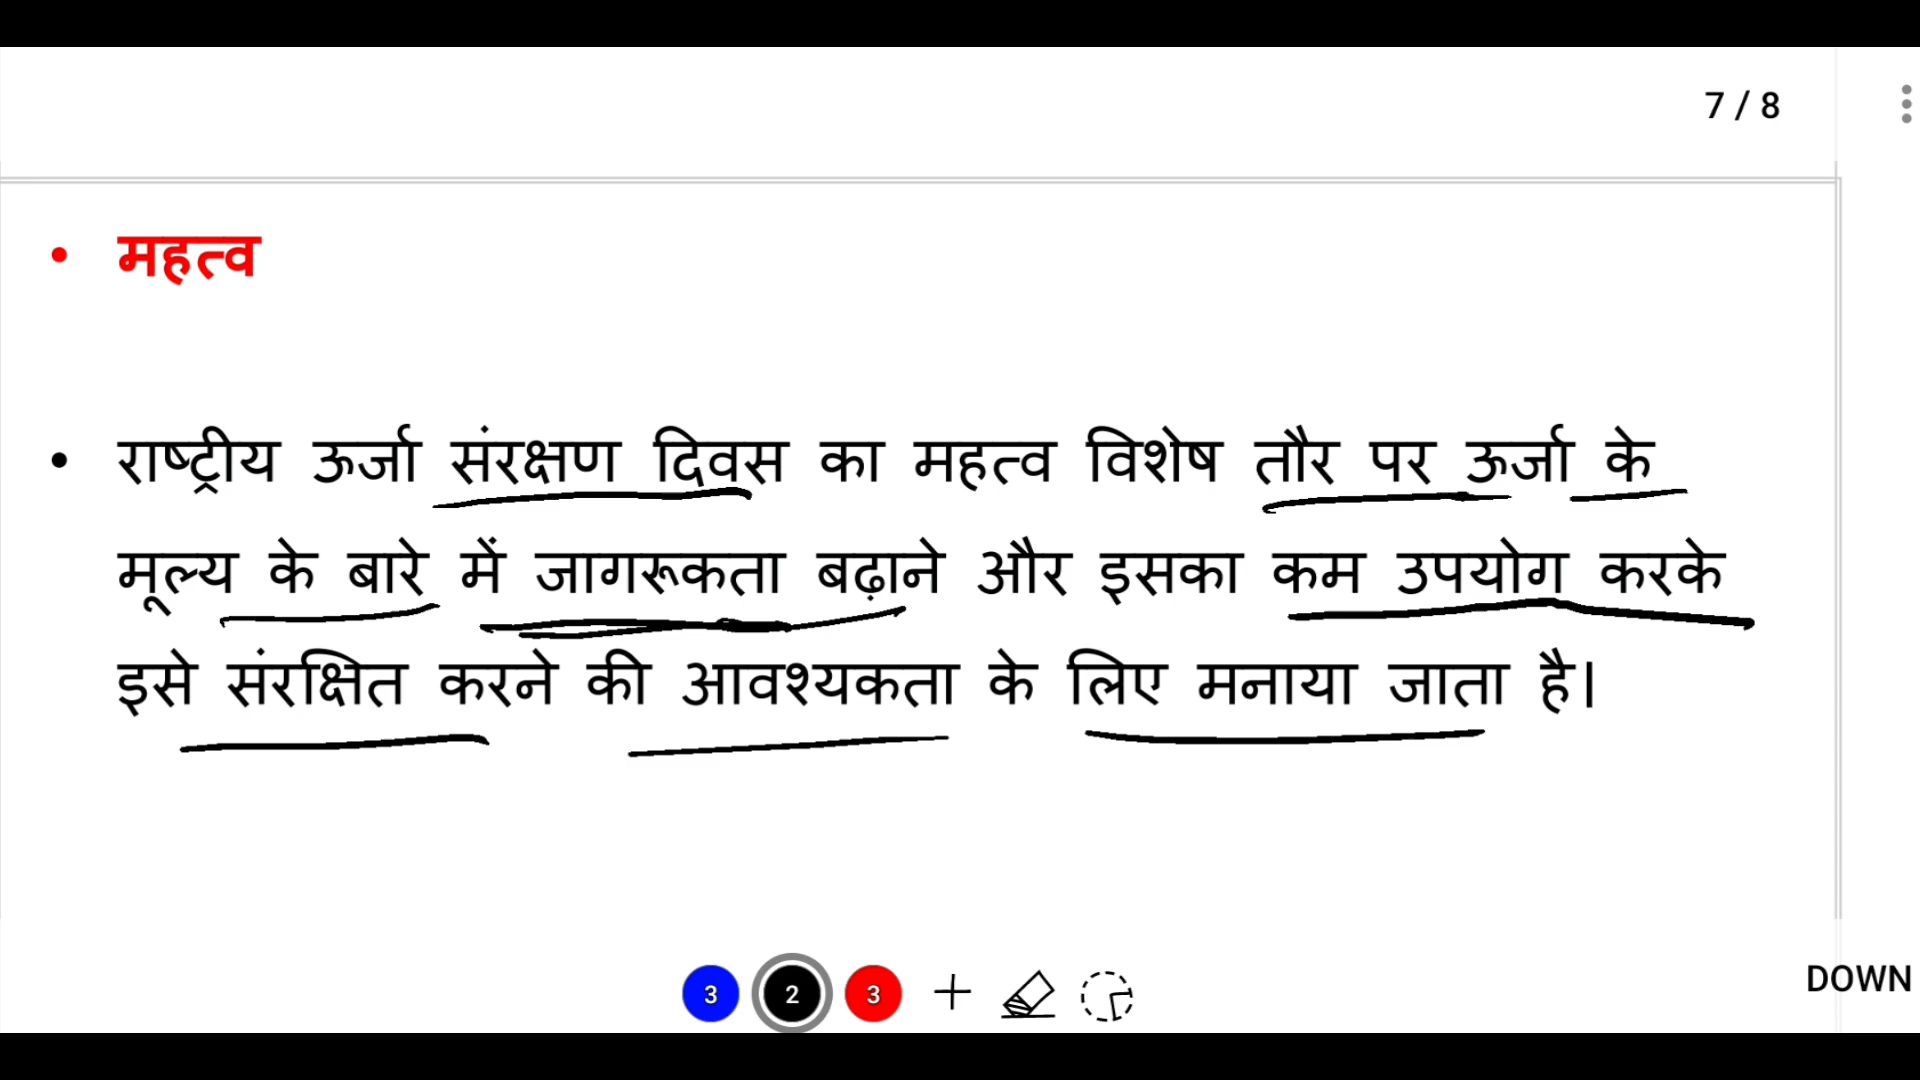 7 / 8
• महत्व
• राष्ट्रीय ऊर्जा संरक्षण दिवस का महत्व विशेष तौर पर ऊर्जा के
मूल्य के बारे में जागरूकता बढ़ाने और इसका कम उपयोग करके
इसे संरक्षित करने की आवश्यकता के लिए मनाया जाता है।
3 2 3
DOWN